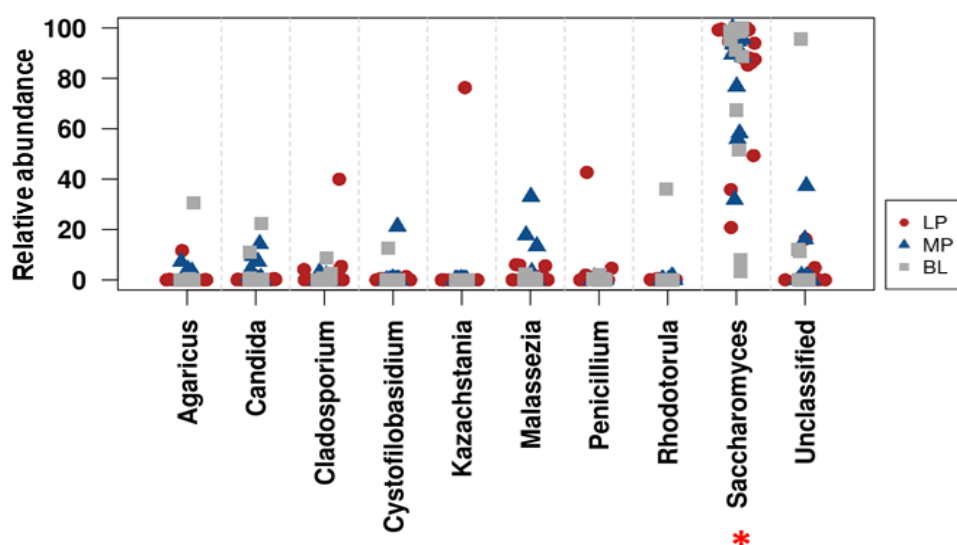 Relative abundance
100
80
60
40
20
0
LP
MP
BL
Agaricus
Candida
Cladosporium
Cystofilobasidium
Kazachstania
Malassezia
Penicillium
Rhodotorula
Saccharomyces
Unclassified
*